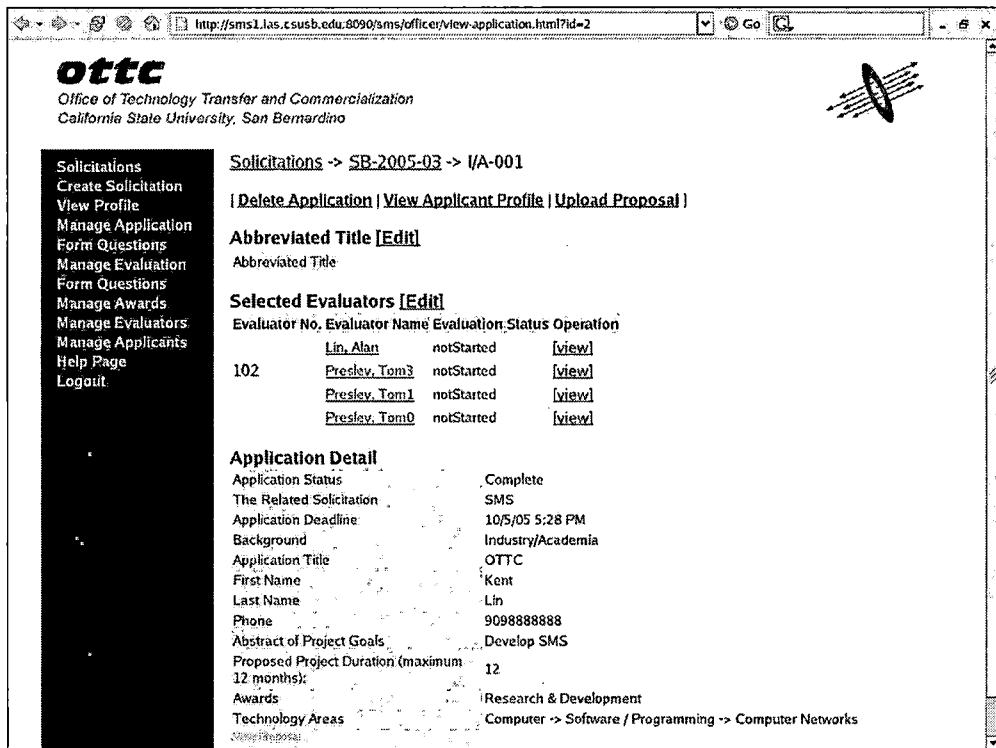 http://sms1.ias.csusb.edu:8090/sms/officer/view-application.html?id=2 Go
ottc
Office of Technology Transfer and Commercialization
California State University, San Bernardino
Solicitations
Create Solicitation
View Profile
Manage Application
Form Questions
Manage Evaluation
Form Questions
Manage Awards
Manage Evaluators
Manage Applicants
Help Page
Logout
Solicitations -> SB-2005-03 -> I/A-001
[ Delete Application | View Applicant Profile | Upload Proposal ]
Abbreviated Title [Edit]
Abbreviated Title
Selected Evaluators [Edit]
Evaluator No. Evaluator Name Evaluation Status Operation
Lin, Alan notStarted [view]
102 Presley, Tom3 notStarted [view]
Presley, Tom1 notStarted [view]
Presley, Tom0 notStarted [view]
Application Detail
Application Status Complete
The Related Solicitation SMS
Application Deadline 10/5/05 5:28 PM
Background Industry/Academia
Application Title OTTC
First Name Kent
Last Name Lin
Phone 9098888888
Abstract of Project Goals Develop SMS
Proposed Project Duration (maximum
12 months): 12
Awards Research & Development
Technology Areas Computer -> Software / Programming -> Computer Networks